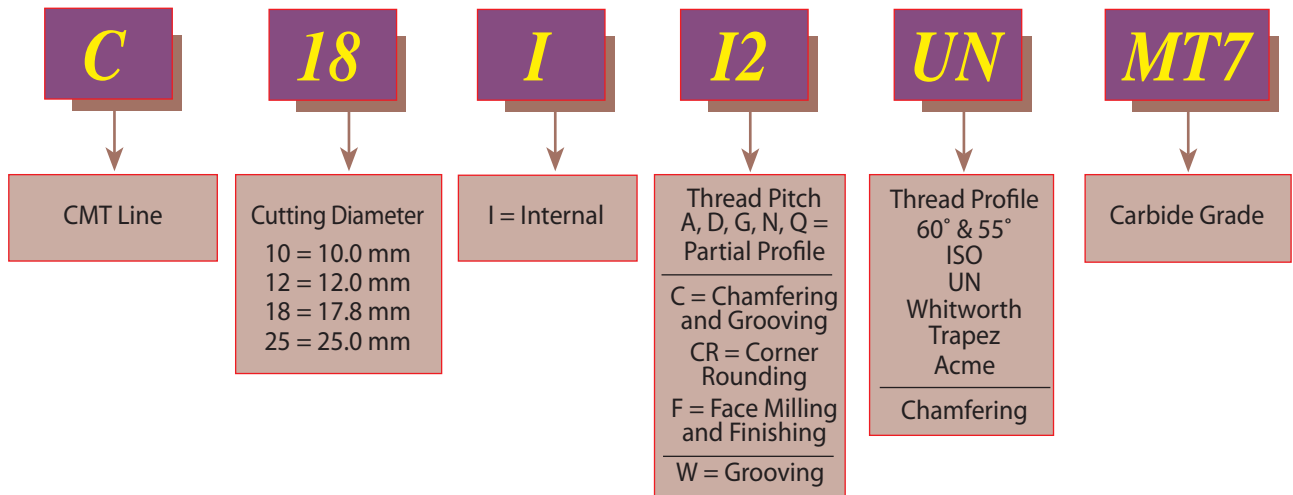 C
18
I
I2
UN
MT7
CMT Line
Cutting Diameter
10 = 10.0 mm
12 = 12.0 mm
18 = 17.8 mm
25 = 25.0 mm
I = Internal
Thread Pitch
A, D, G, N, Q =
Partial Profile
C = Chamfering
and Grooving
CR = Corner
Rounding
F = Face Milling
and Finishing
W = Grooving
Thread Profile
60˚ & 55˚
ISO
UN
Whitworth
Trapez
Acme
Chamfering
Carbide Grade